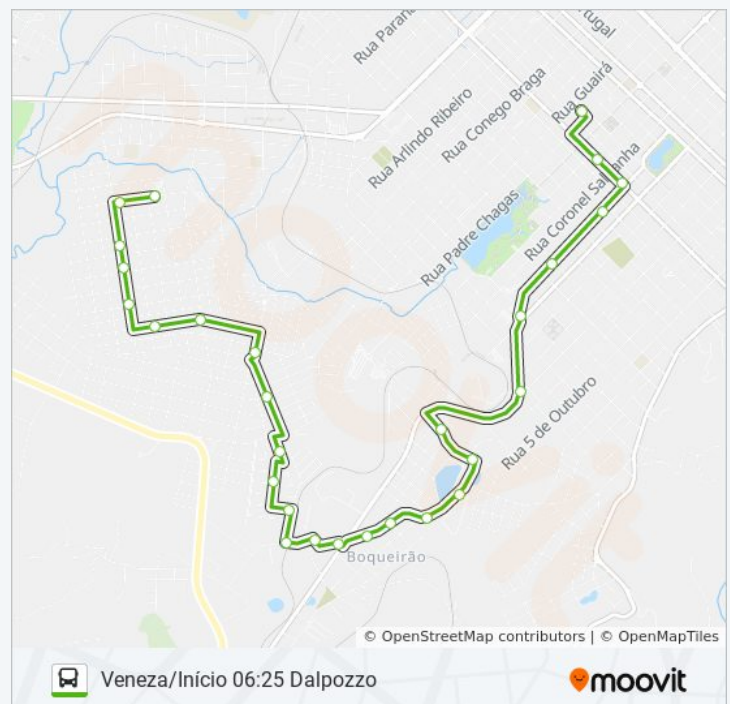 Rua Paraná
rtugal
Rua Guairá
Rua Conego Braga
Rua Arlindo Ribeiro
Rua Coronel Saldanha
Rua Padre Chagas
Rua 5 de Outubro
Boqueirão
© OpenStreetMap contributors | © OpenMapTiles
Veneza/Início 06:25 Dalpozzo
moovit